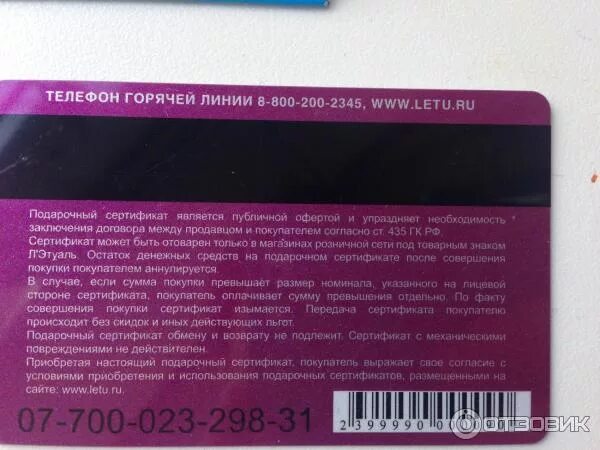 ТЕЛЕФОН ГОРЯЧЕЙ ЛИНИИ 8-800-200-2345, WWW.LETU.RU
Подарочный сертификат является публичной офертой и упраздняет необходимость
заключения договора между продавцом и покупателем согласно ст. 435 ГК РФ.
Сертификат может быть отоварен только в магазинах розничной сети под товарным знаком
Л'Этуаль. Остаток денежных средств на подарочном сертификате после совершения
покупки покупателем аннулируется.
В случае, если сумма покупки превышает размер номинала, указанного на лицевой
стороне сертификата, покупатель оплачивает сумму превышения отдельно. По факту
совершения покупки сертификат изымается. Передача сертификата покупателю
происходит без скидок и иных действующих льгот.
Подарочный сертификат обмену и возврату не подлежит. Сертификат с механическими
повреждениями не действителен.
Приобретая настоящий подарочный сертификат, покупатель выражает свое согласие с
условиями приобретения и использования подарочных сертификатов, размещенными на
сайте: www.letu.ru.
07-700-023-298-31
2 399990
ОТЗОВИК